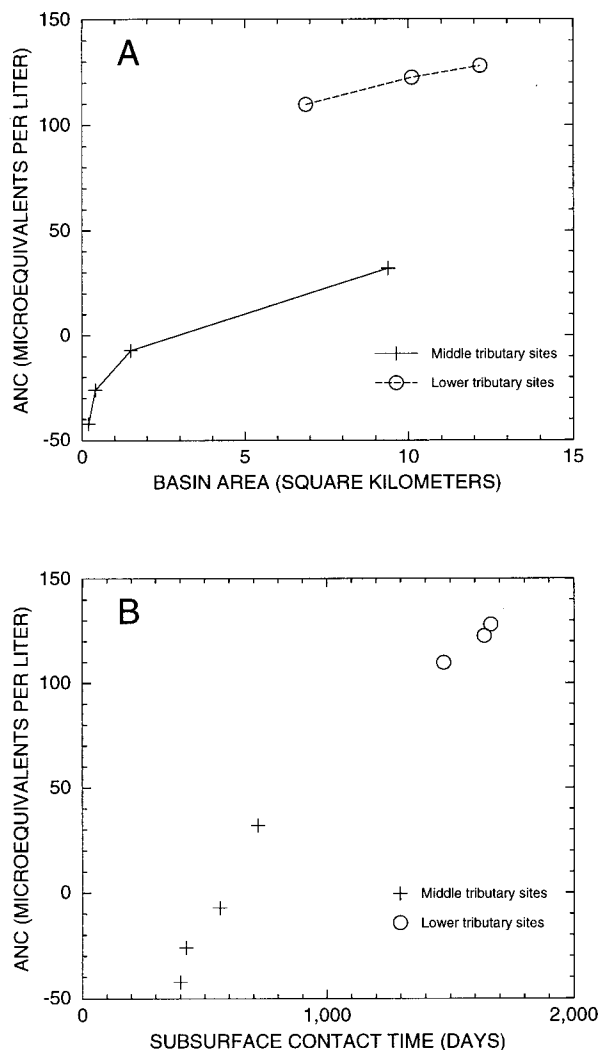 A
ANC (MICROEQUIVALENTS PER LITER)
150
100
50
0
-50
Middle tributary sites
Lower tributary sites
0
5
10
15
BASIN AREA (SQUARE KILOMETERS)
B
ANC (MICROEQUIVALENTS PER LITER)
150
100
50
0
-50
Middle tributary sites
Lower tributary sites
0
1,000
2,000
SUBSURFACE CONTACT TIME (DAYS)